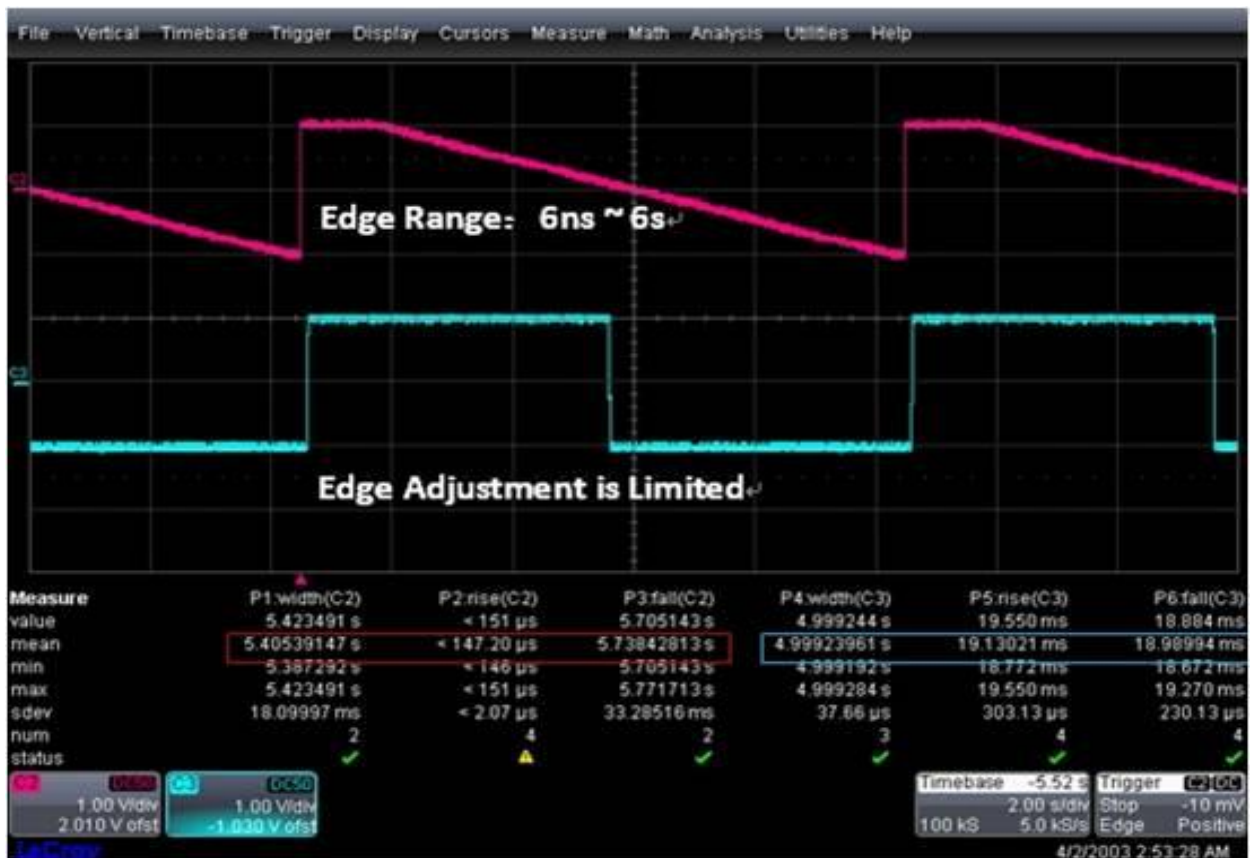 File Vertical Timebase Trigger Display Cursors Measure Math Analysis Utilities Help
C2
Edge Range: 6ns ~ 6s↵
C3
Edge Adjustment is Limited↵
Measure P1:width(C2) P2:rise(C2) P3:fall(C2) P4:width(C3) P5:rise(C3) P6:fall(C3)
value 5.423491 s < 151 µs 5.705143 s 4.999244 s 19.550 ms 18.884 ms
mean 5.40539147 s < 147.20 µs 5.73842813 s 4.99923961 s 19.13021 ms 18.98994 ms
min 5.387292 s < 146 µs 5.705143 s 4.999192 s 18.772 ms 18.672 ms
max 5.423491 s < 151 µs 5.771713 s 4.999284 s 19.550 ms 19.270 ms
sdev 18.09997 ms < 2.07 µs 33.28516 ms 37.66 µs 303.13 µs 230.13 µs
num 2 4 2 3 4 4
status
C2 DC50 C3 DC50 Timebase -5.52 s Trigger C2 DC
1.00 V/div 1.00 V/div 2.00 s/div Stop -10 mV
2.010 V ofst -1.030 V ofst 100 kS 5.0 kS/s Edge Positive
LeCroy 4/2/2003 2:53:28 AM